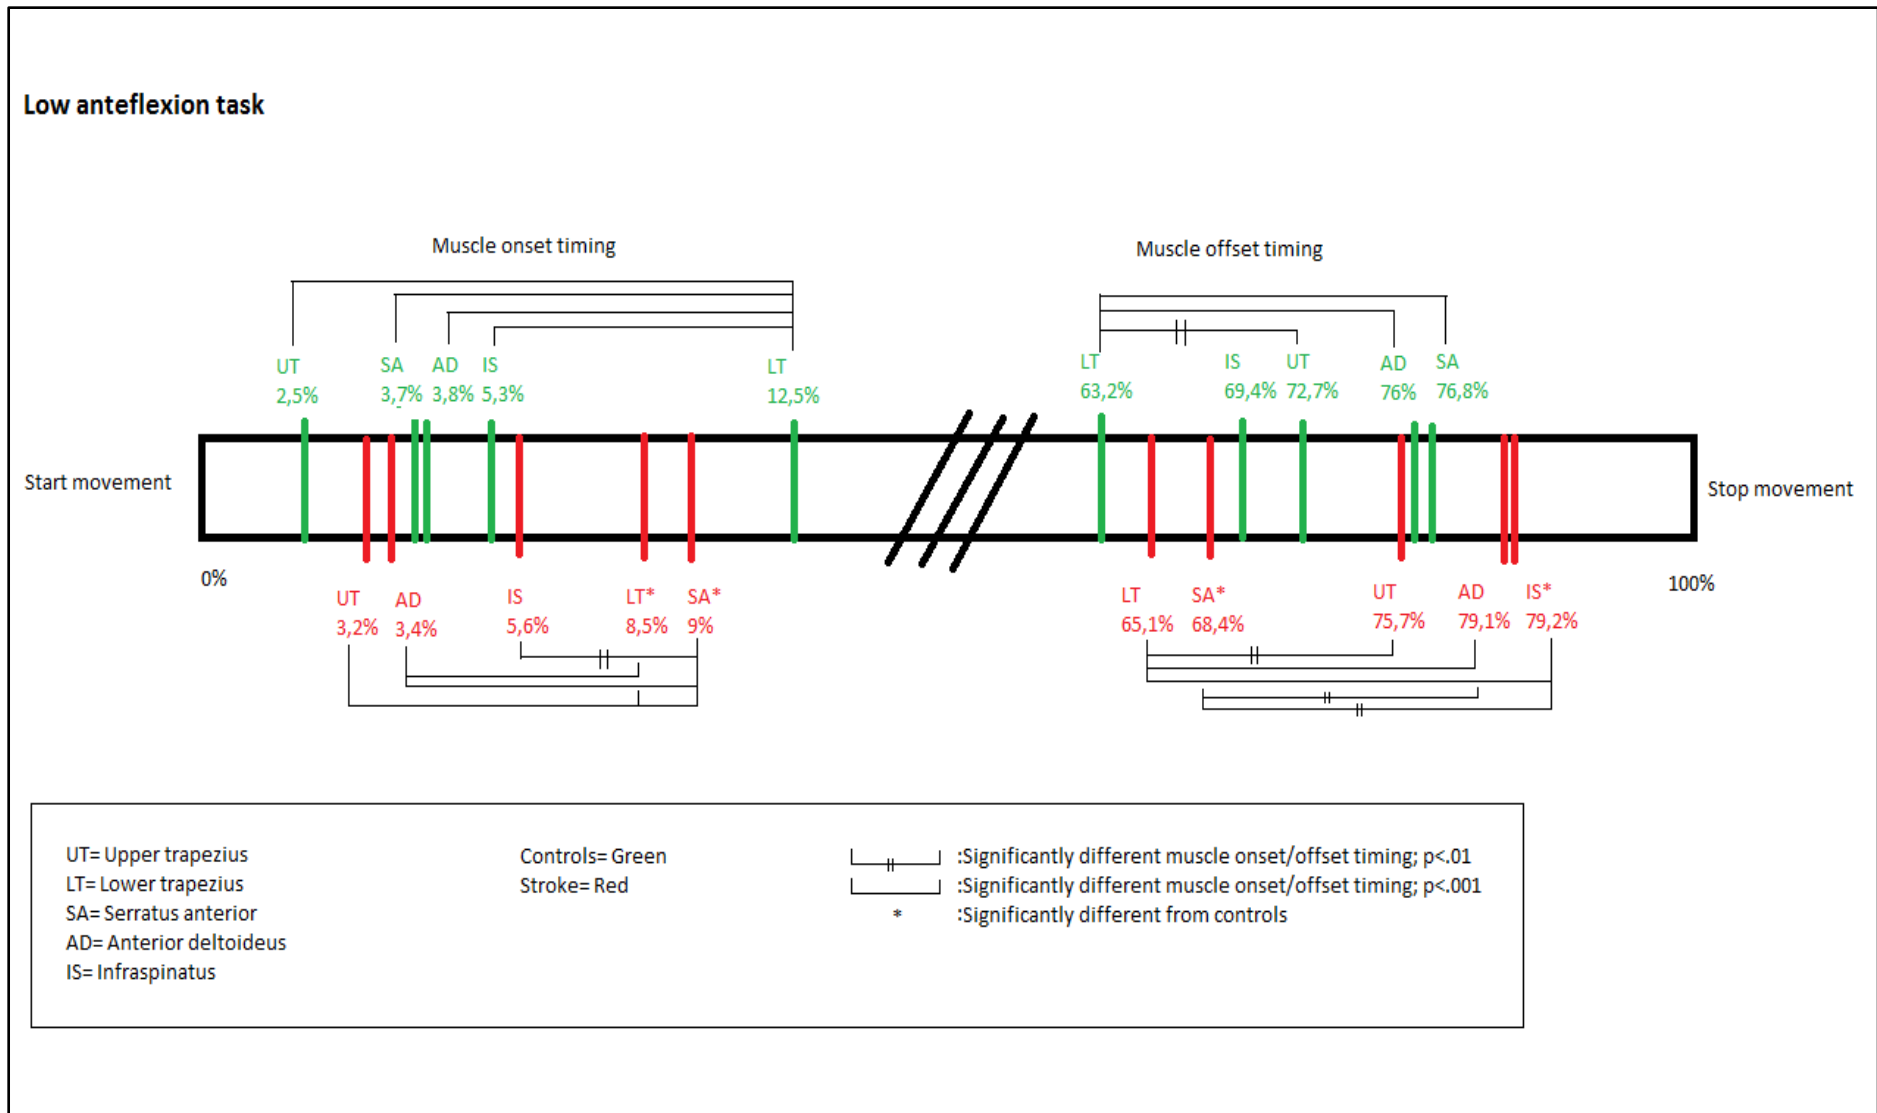 Low anteflexion task
Muscle onset timing
Muscle offset timing
UT
2,5%
SA
3,7%
AD
3,8%
IS
5,3%
LT
12,5%
LT
63,2%
IS
69,4%
UT
72,7%
AD
76%
SA
76,8%
Start movement
Stop movement
0%
100%
UT
3,2%
AD
3,4%
IS
5,6%
LT*
8,5%
SA*
9%
LT
65,1%
SA*
68,4%
UT
75,7%
AD
79,1%
IS*
79,2%
UT= Upper trapezius
LT= Lower trapezius
SA= Serratus anterior
AD= Anterior deltoideus
IS= Infraspinatus
Controls= Green
Stroke= Red
:Significantly different muscle onset/offset timing; p<.01
:Significantly different muscle onset/offset timing; p<.001
* :Significantly different from controls